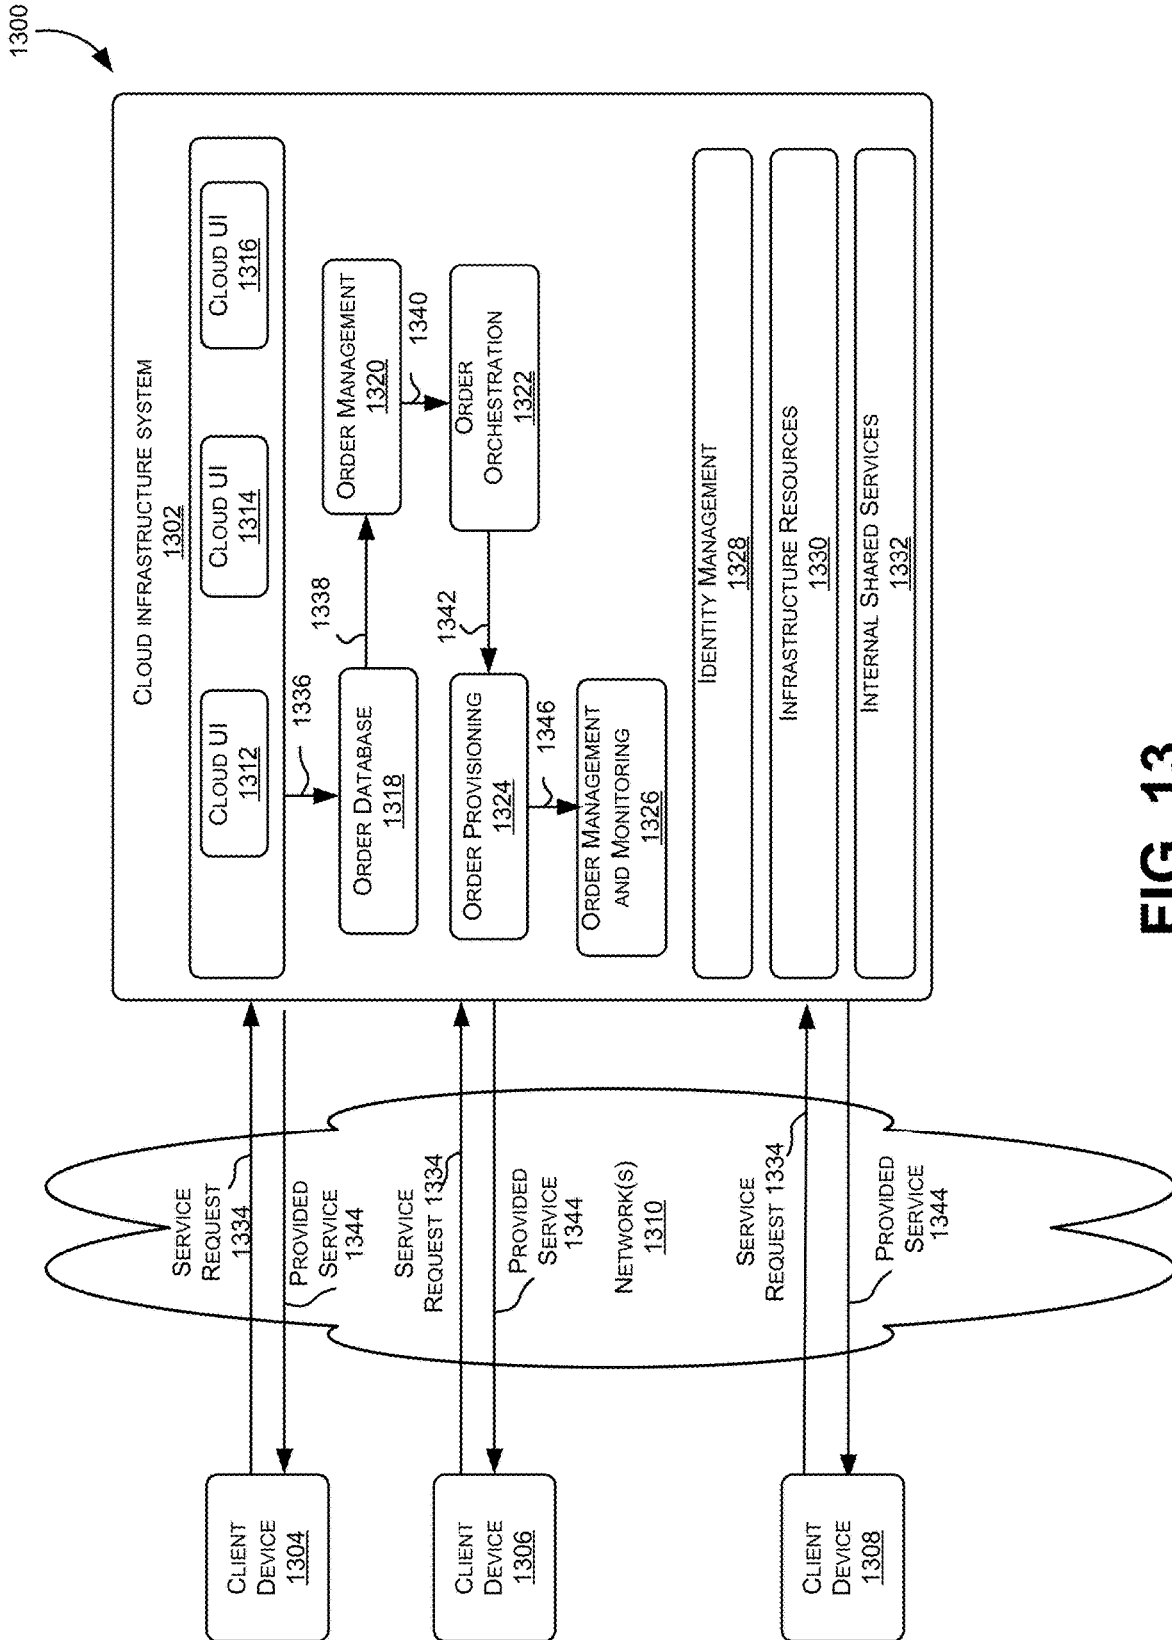 1300
CLOUD INFRASTRUCTURE SYSTEM
1302
CLOUD UI
1312
CLOUD UI
1314
CLOUD UI
1316
1336
ORDER DATABASE
1318
1338
ORDER MANAGEMENT
1320
1340
ORDER
ORCHESTRATION
1322
1342
ORDER PROVISIONING
1324
1346
ORDER MANAGEMENT
AND MONITORING
1326
IDENTITY MANAGEMENT
1328
INFRASTRUCTURE RESOURCES
1330
INTERNAL SHARED SERVICES
1332
SERVICE
REQUEST
1334
PROVIDED
SERVICE
1344
SERVICE
REQUEST 1334
PROVIDED
SERVICE
1344
NETWORK(S)
1310
SERVICE
REQUEST 1334
PROVIDED
SERVICE
1344
CLIENT
DEVICE
1304
CLIENT
DEVICE
1306
CLIENT
DEVICE
1308
FIG. 13